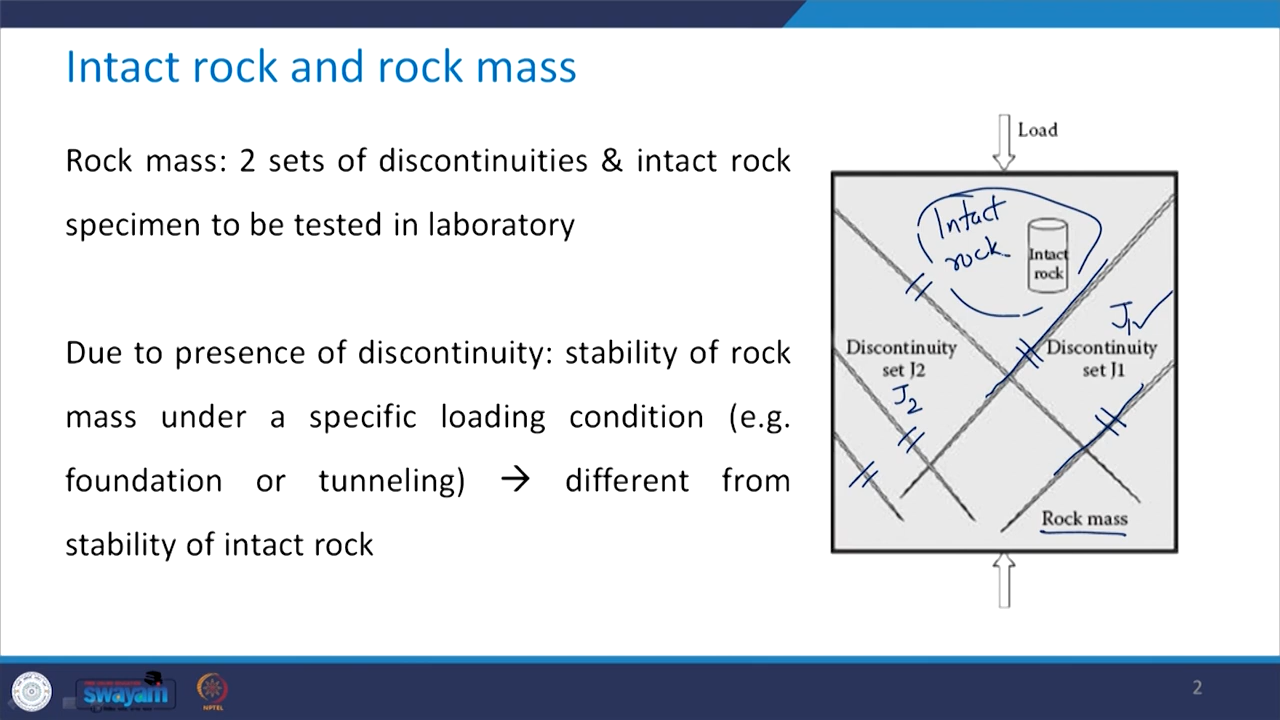 Intact rock and rock mass
Rock mass: 2 sets of discontinuities & intact rock
specimen to be tested in laboratory
Due to presence of discontinuity: stability of rock
mass under a specific loading condition (e.g.
foundation or tunneling) → different from
stability of intact rock
Load
Intact
rock
Intact
rock
J1
Discontinuity
set J2
Discontinuity
set J1
J2
Rock mass
swayam
NPTEL
2